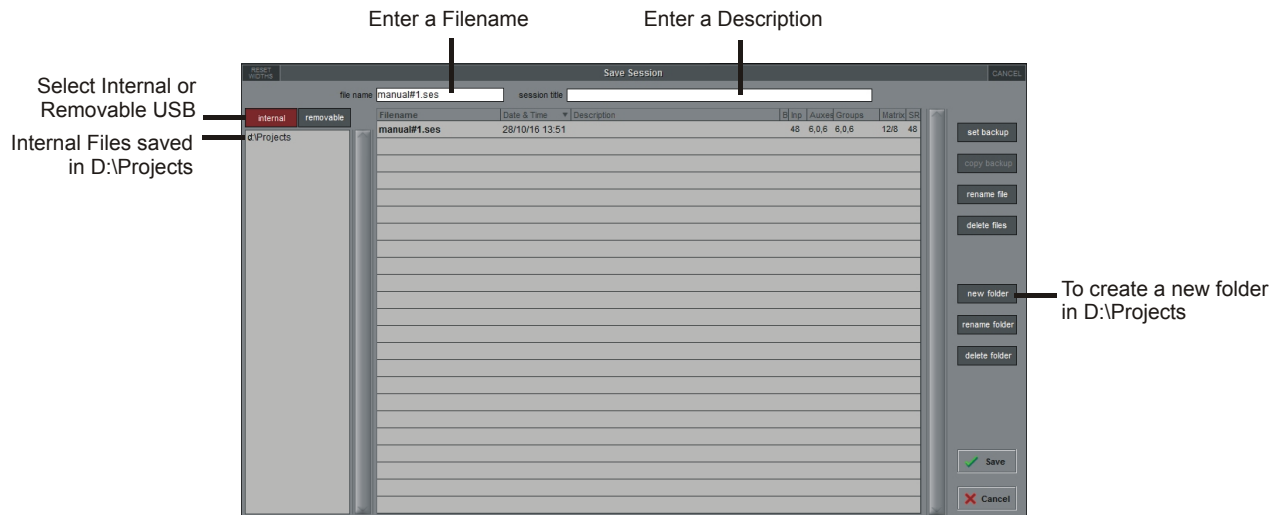 Enter a Filename
Enter a Description
Select Internal or
Removable USB
Internal Files saved
in D:\Projects
To create a new folder
in D:\Projects
RESET
WIDTHS
Save Session
CANCEL
file name manual#1.ses session title
internal removable
d:\Projects
Filename Date & Time ▼ Description B Inp Auxes Groups Matrix SR
manual#1.ses 28/10/16 13:51 48 6,0,6 6,0,6 12/8 48
set backup
copy backup
rename file
delete files
new folder
rename folder
delete folder
Save
Cancel